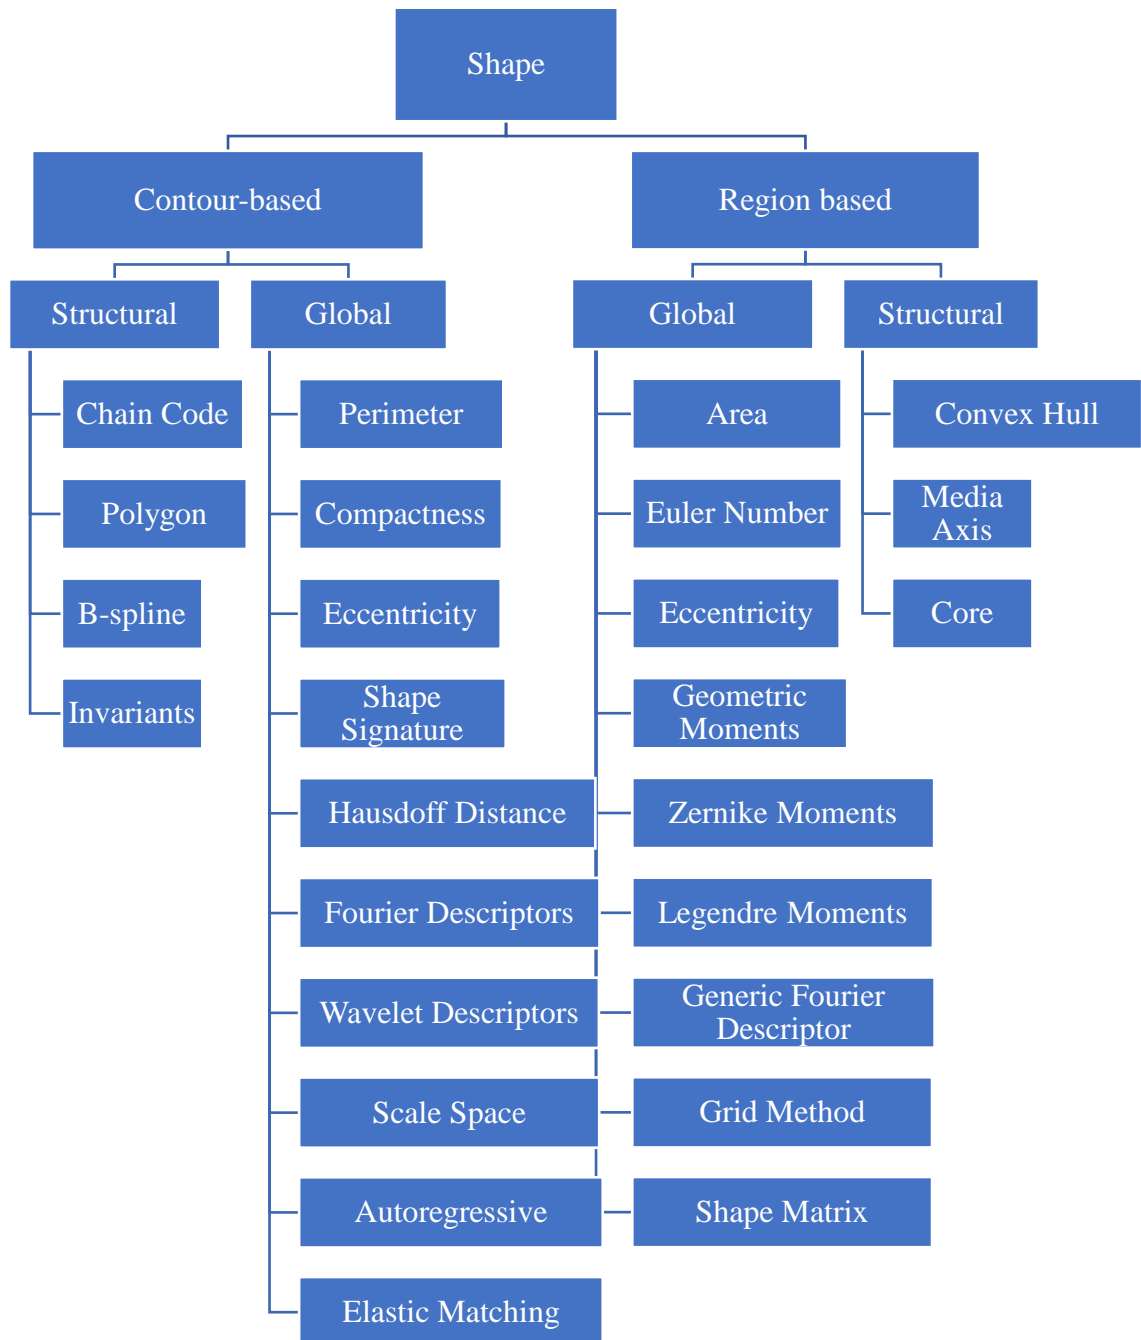 Shape
Contour-based
Region based
Structural
Global
Global
Structural
Chain Code
Perimeter
Area
Convex Hull
Polygon
Compactness
Euler Number
Media
Axis
B-spline
Eccentricity
Eccentricity
Core
Invariants
Shape
Signature
Geometric
Moments
Hausdoff Distance
Zernike Moments
Fourier Descriptors
Legendre Moments
Wavelet Descriptors
Generic Fourier
Descriptor
Scale Space
Grid Method
Autoregressive
Shape Matrix
Elastic Matching